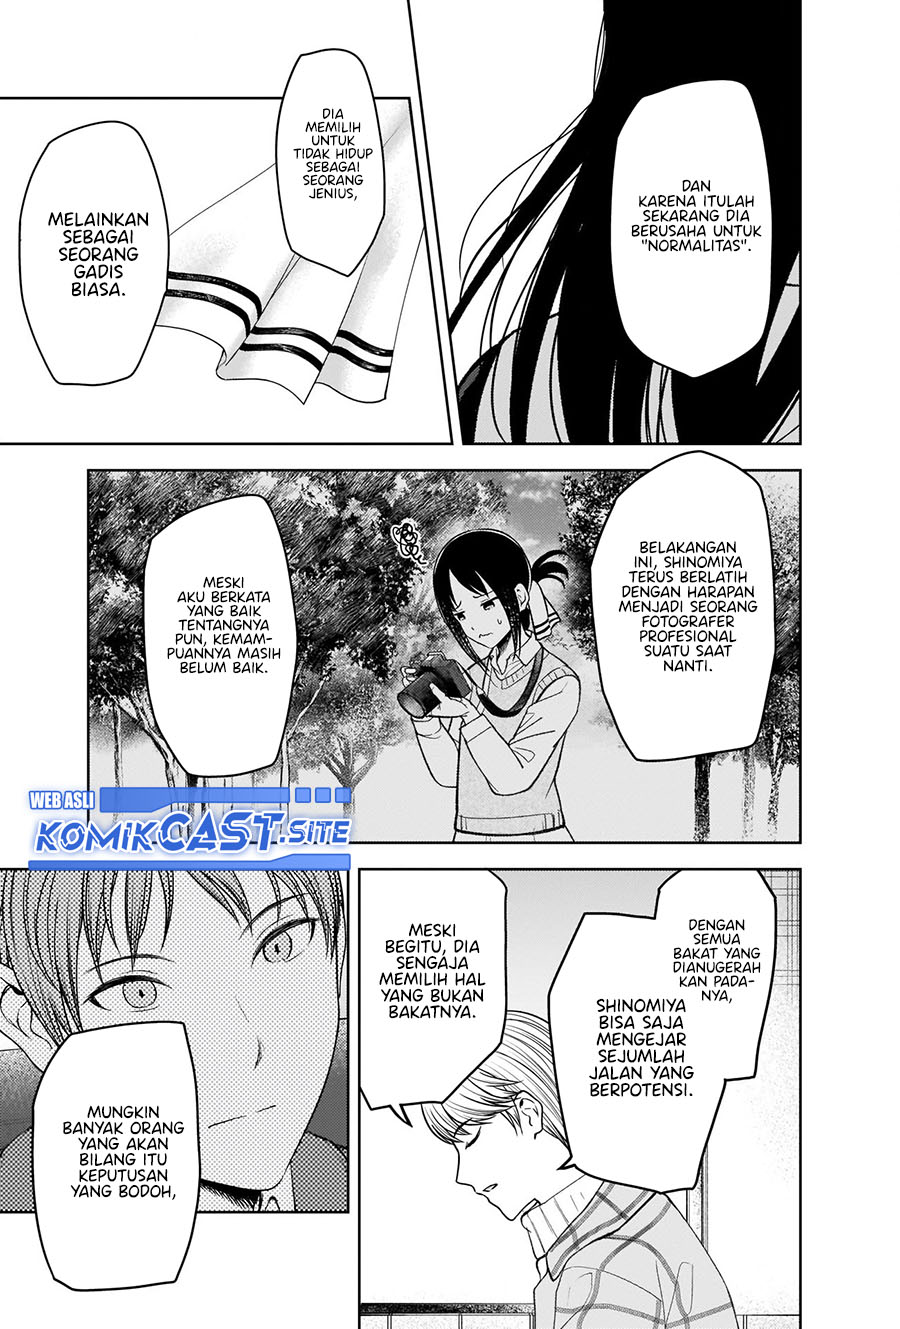 DAN
KARENA ITULAH
SEKARANG DIA
BERUSAHA UNTUK
"NORMALITAS".
DIA
MEMILIH
UNTUK
TIDAK HIDUP
SEBAGAI
SEORANG
JENIUS,
MELAINKAN
SEBAGAI
SEORANG
GADIS
BIASA.
BELAKANGAN
INI, SHINOMIYA
TERUS BERLATIH
DENGAN HARAPAN
MENJADI SEORANG
FOTOGRAFER
PROFESIONAL
SUATU SAAT
NANTI.
MESKI
AKU BERKATA
YANG BAIK
TENTANGNYA
PUN, KEMAM-
PUANNYA MASIH
BELUM BAIK.
WEB ASLI
KOMIKCAST.SITE
DENGAN
SEMUA
BAKAT YANG
DIANUGERAH
KAN PADA-
NYA,
SHINOMIYA
BISA SAJA
MENGEJAR
SEJUMLAH
JALAN YANG
BERPOTENSI.
MESKI
BEGITU, DIA
SENGAJA
MEMILIH HAL
YANG BUKAN
BAKATNYA.
MUNGKIN
BANYAK ORANG
YANG AKAN
BILANG ITU
KEPUTUSAN
YANG BODOH,